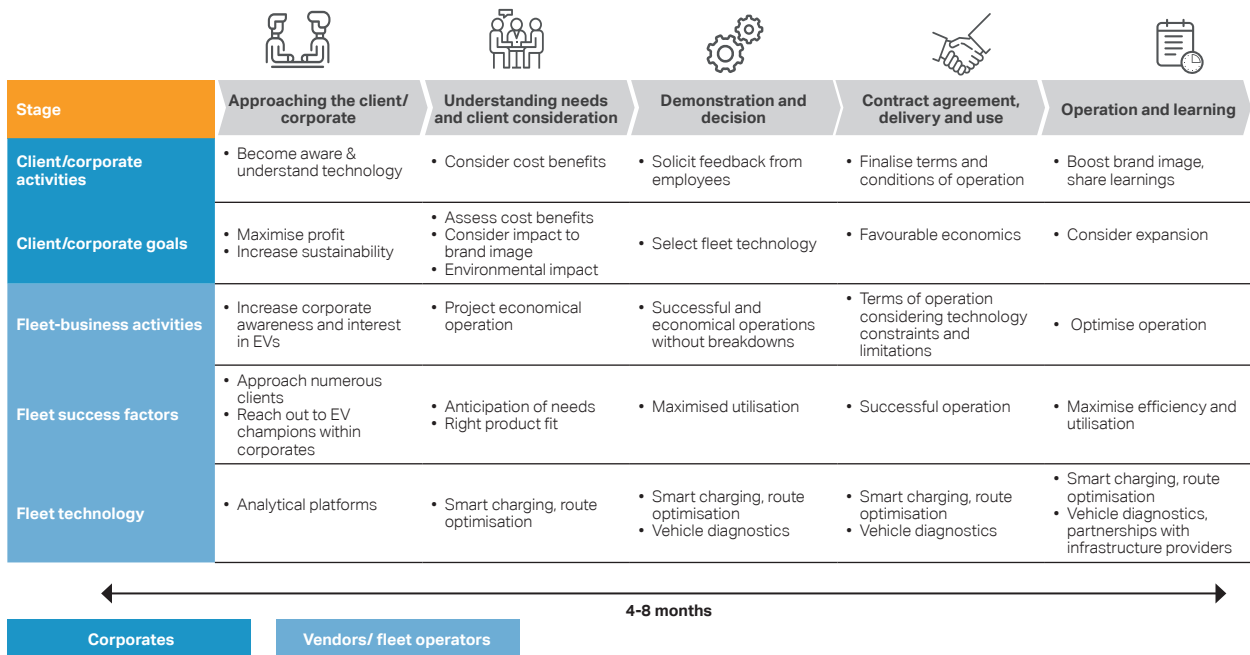 Stage
Approaching the client/
corporate
Understanding needs
and client consideration
Demonstration and
decision
Contract agreement,
delivery and use
Operation and learning
Client/corporate
activities
• Become aware &
understand technology
• Consider cost benefits
• Solicit feedback from
employees
• Finalise terms and
conditions of operation
• Boost brand image,
share learnings
Client/corporate goals
• Maximise profit
• Increase sustainability
• Assess cost benefits
• Consider impact to
brand image
• Environmental impact
• Select fleet technology
• Favourable economics
• Consider expansion
Fleet-business activities
• Increase corporate
awareness and interest
in EVs
• Project economical
operation
• Successful and
economical operations
without breakdowns
• Terms of operation
considering technology
constraints and
limitations
• Optimise operation
Fleet success factors
• Approach numerous
clients
• Reach out to EV
champions within
corporates
• Anticipation of needs
• Right product fit
• Maximised utilisation
• Successful operation
• Maximise efficiency and
utilisation
Fleet technology
• Analytical platforms
• Smart charging, route
optimisation
• Smart charging, route
optimisation
• Vehicle diagnostics
• Smart charging, route
optimisation
• Vehicle diagnostics
• Smart charging, route
optimisation
• Vehicle diagnostics,
partnerships with
infrastructure providers
4-8 months
Corporates
Vendors/ fleet operators